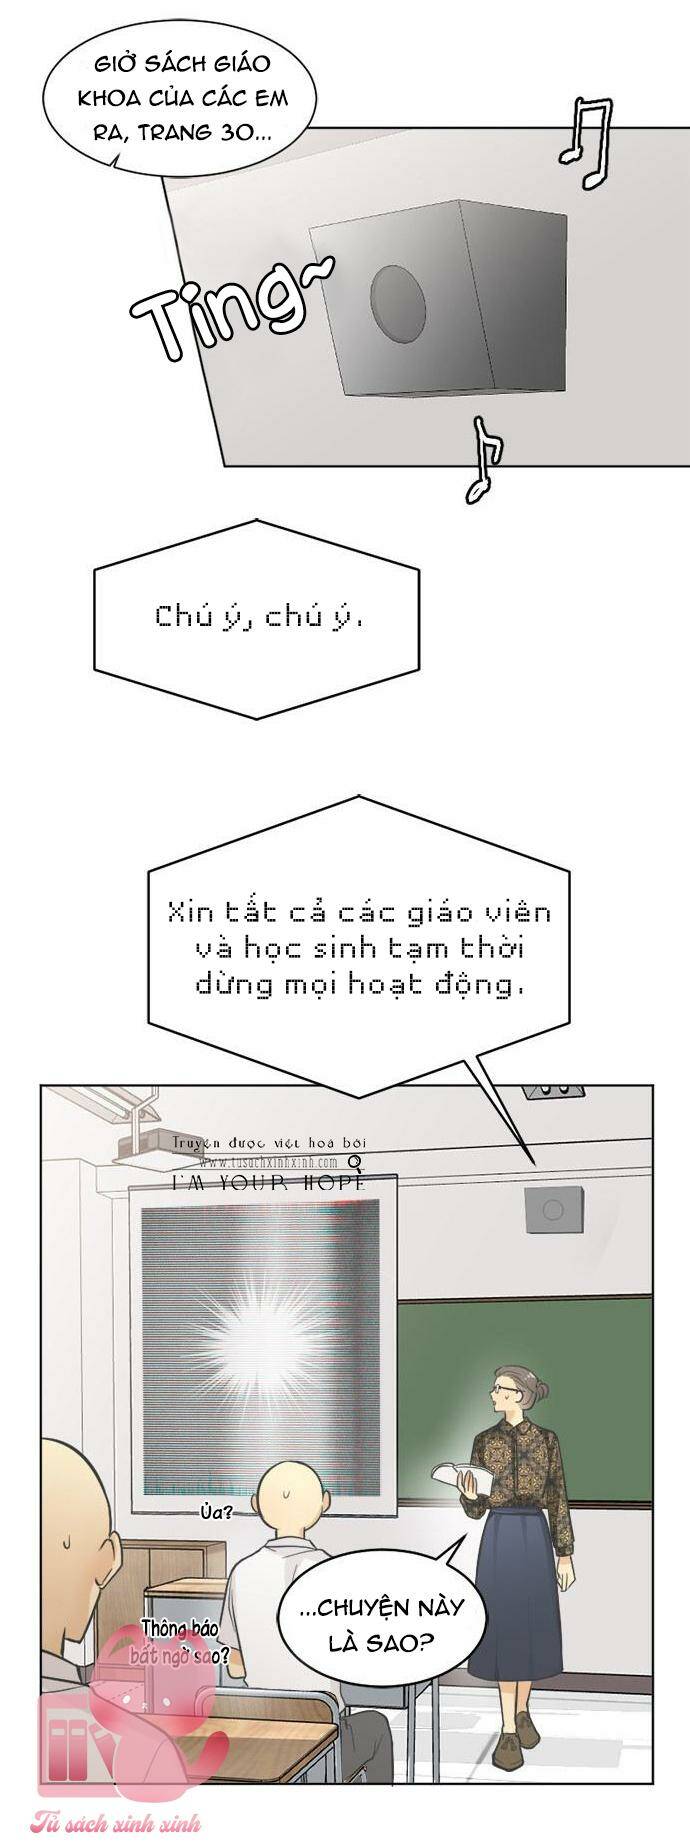 GIỞ SÁCH GIÁO
KHOA CỦA CÁC EM
RA, TRANG 30...
Ting~
Chú ý, chú ý.
Xin tất cả các giáo viên
và học sinh tạm thời
dừng mọi hoạt động.
Truyện được việt hoá bởi
www.tusachxinhxinh.com
I'M YOUR HOPE
Ủa?
...CHUYỆN NÀY
LÀ SAO?
Thông báo
bất ngờ sao?
Tủ sách xinh xinh